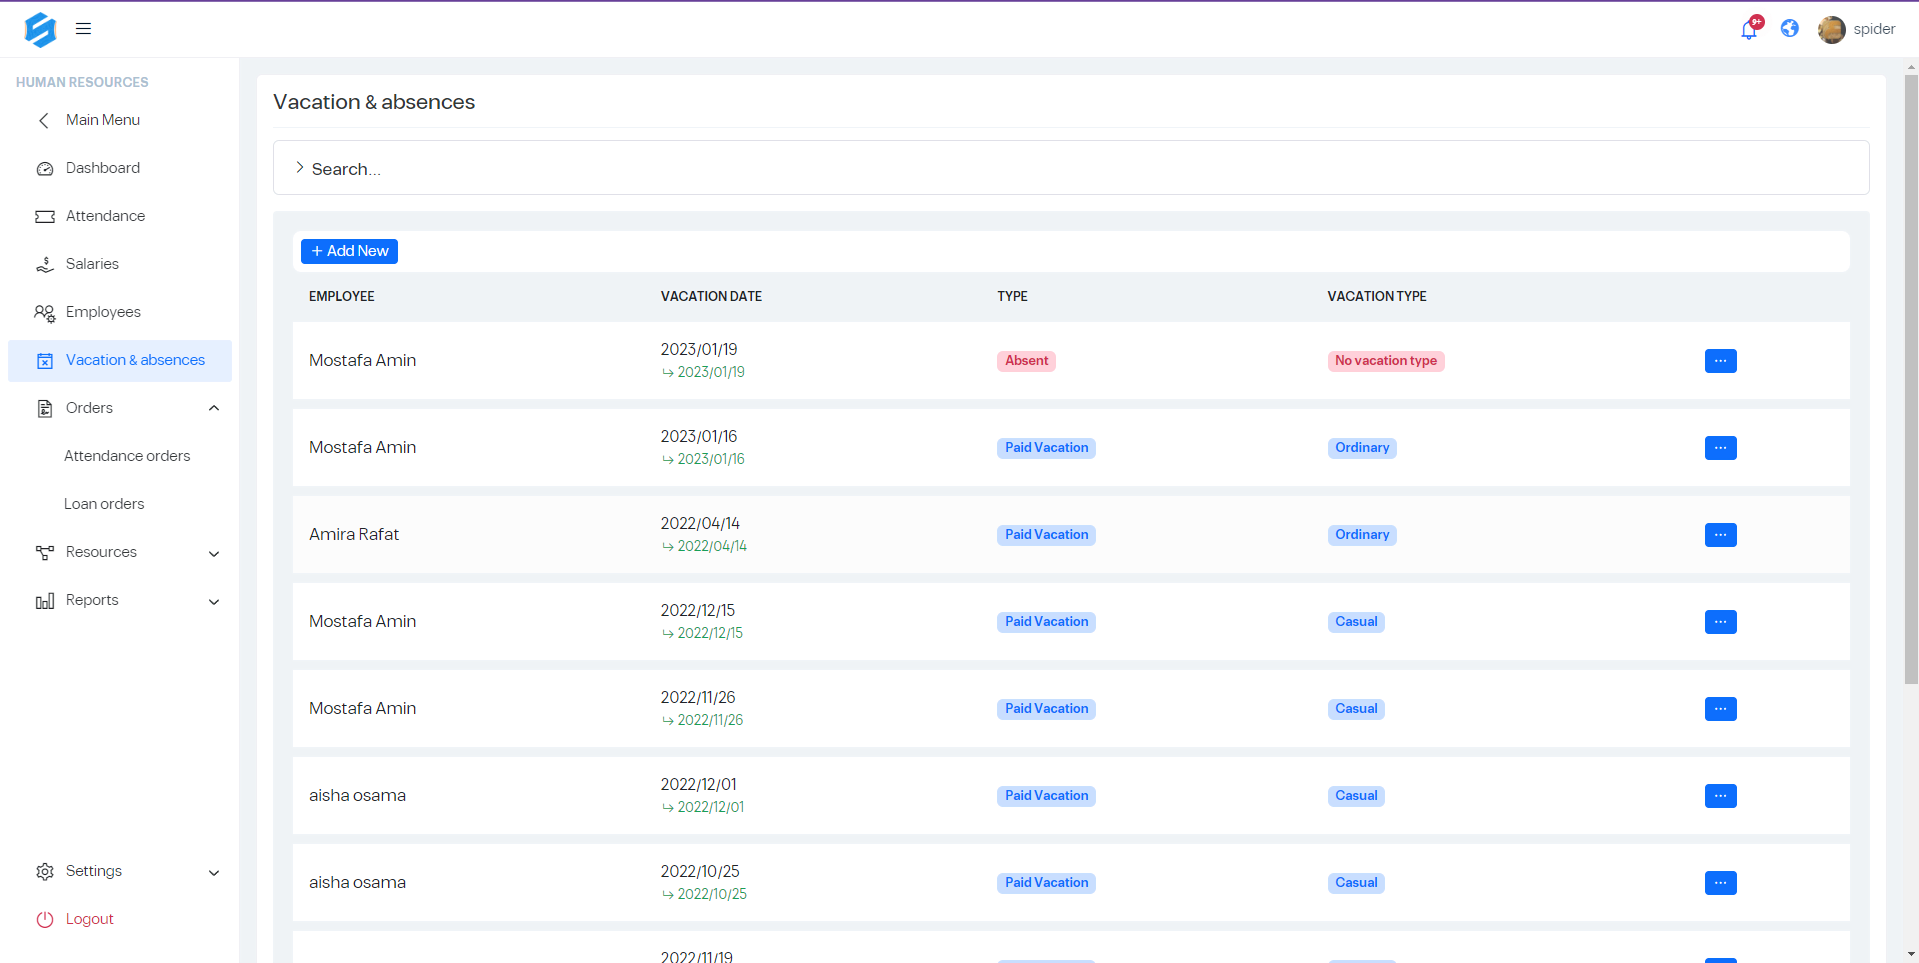 9+
spider
HUMAN RESOURCES
Main Menu
Dashboard
Attendance
Salaries
Employees
Vacation & absences
Orders
Attendance orders
Loan orders
Resources
Reports
Settings
Logout
Vacation & absences
Search...
+ Add New
EMPLOYEE VACATION DATE TYPE VACATION TYPE
Mostafa Amin 2023/01/19 Absent No vacation type ...
2023/01/19
Mostafa Amin 2023/01/16 Paid Vacation Ordinary ...
2023/01/16
Amira Rafat 2022/04/14 Paid Vacation Ordinary ...
2022/04/14
Mostafa Amin 2022/12/15 Paid Vacation Casual ...
2022/12/15
Mostafa Amin 2022/11/26 Paid Vacation Casual ...
2022/11/26
aisha osama 2022/12/01 Paid Vacation Casual ...
2022/12/01
aisha osama 2022/10/25 Paid Vacation Casual ...
2022/10/25
2022/11/19